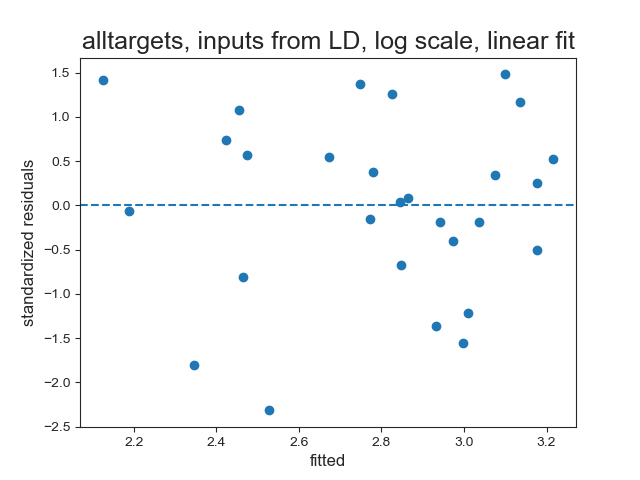 alltargets, inputs from LD, log scale, linear fit
1.5
1.0
0.5
0.0
−0.5
−1.0
−1.5
−2.0
−2.5
standardized residuals
2.2 2.4 2.6 2.8 3.0 3.2
fitted